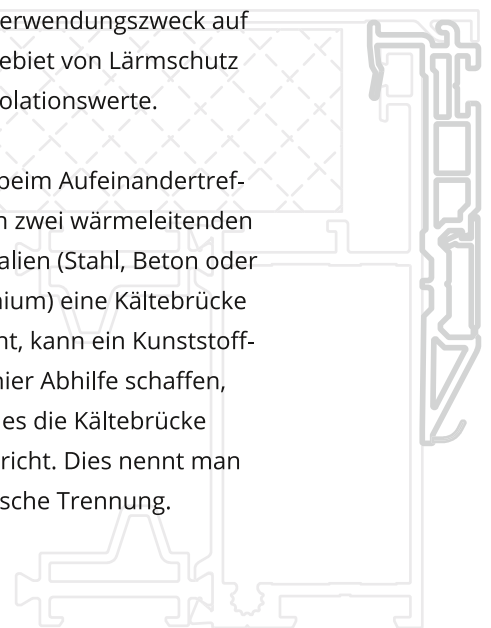 erwendungszweck auf
ebiet von Lärmschutz
olationswerte.
beim Aufeinandertref-
n zwei wärmeleitenden
alien (Stahl, Beton oder
nium) eine Kältebrücke
nt, kann ein Kunststoff-
hier Abhilfe schaffen,
es die Kältebrücke
richt. Dies nennt man
sche Trennung.